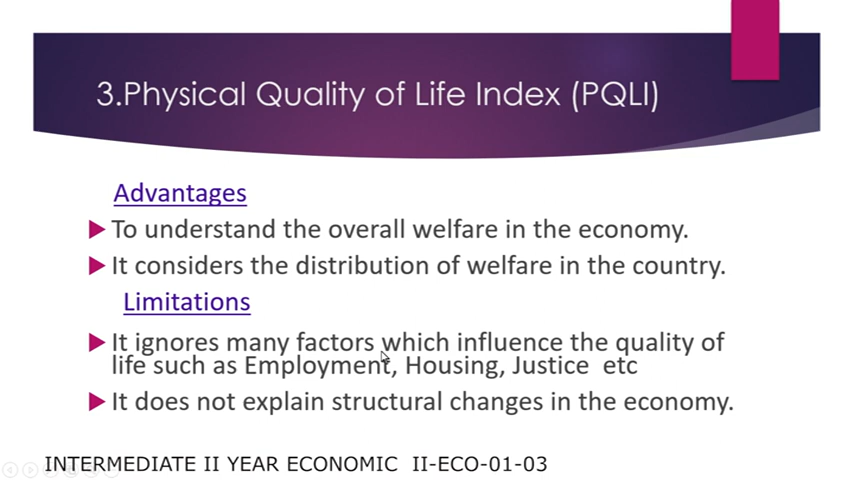 3.Physical Quality of Life Index (PQLI)
Advantages
To understand the overall welfare in the economy.
It considers the distribution of welfare in the country.
Limitations
It ignores many factors which influence the quality of
life such as Employment, Housing, Justice etc
It does not explain structural changes in the economy.
INTERMEDIATE II YEAR ECONOMIC II-ECO-01-03